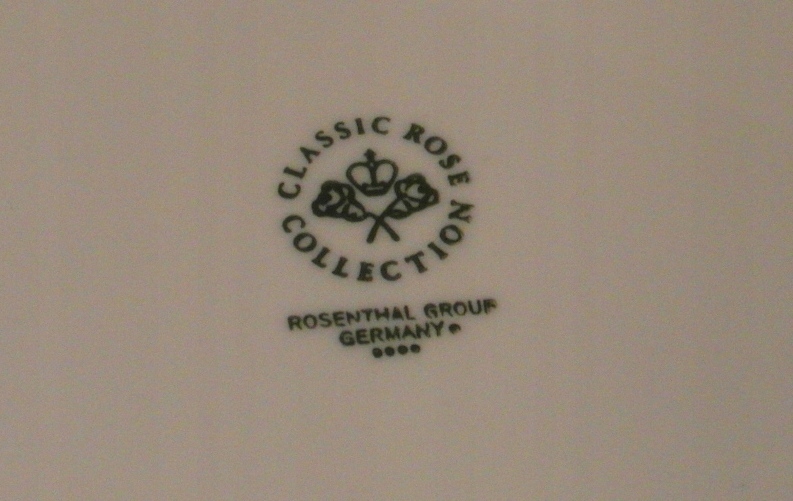 CLASSIC ROSE
COLLECTION
ROSENTHAL GROUP
GERMANY